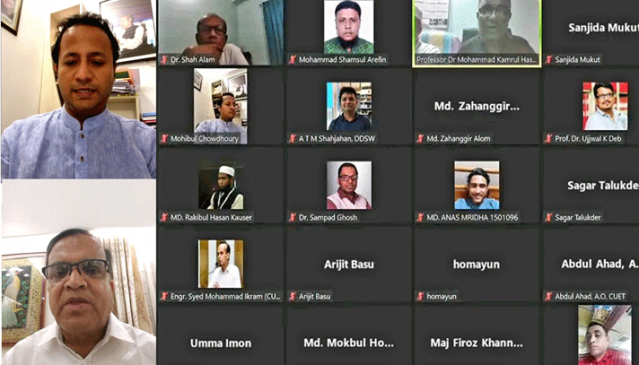 Sanjida Mukut
Dr. Shah Alam
Mohammad Shamsul Arefin
Professor Dr Mohammad Kamrul Has...
Sanjida Mukut
Md. Zahanggir...
Mohibul Chowdhoury
A T M Shahjahan, DDSW
Md. Zahanggir Alom
Prof. Dr. Ujjwal K Deb
Sagar Talukder
MD. Rakibul Hasan Kauser
Dr. Sampad Ghosh
MD. ANAS MRIDHA 1501096
Sagar Talukder
Arijit Basu
homayun
Abdul Ahad, A...
Engr. Syed Mohammad Ikram (CU...
Arijit Basu
homayun
Abdul Ahad, A.O, CUET
Umma Imon
Md. Mokbul Ho...
Maj Firoz Khann...